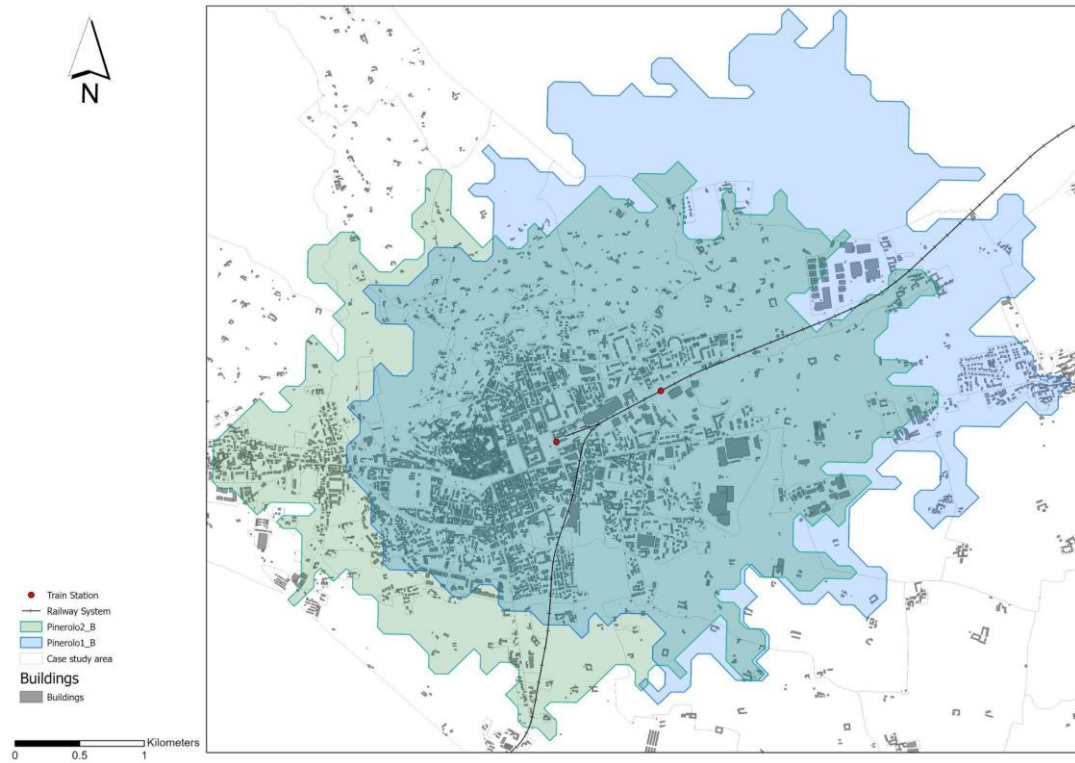 N
Train Station
Railway System
Pinerolo2_B
Pinerolo1_B
Case study area
Buildings
Buildings
Kilometers
0 0.5 1